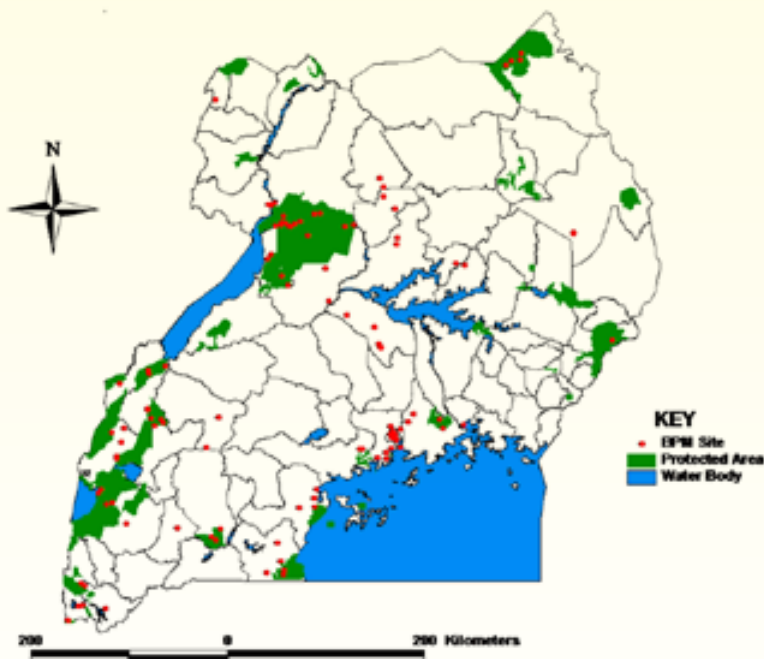 N
KEY
BPM Site
Protected Area
Water Body
200 0 200 Kilometers